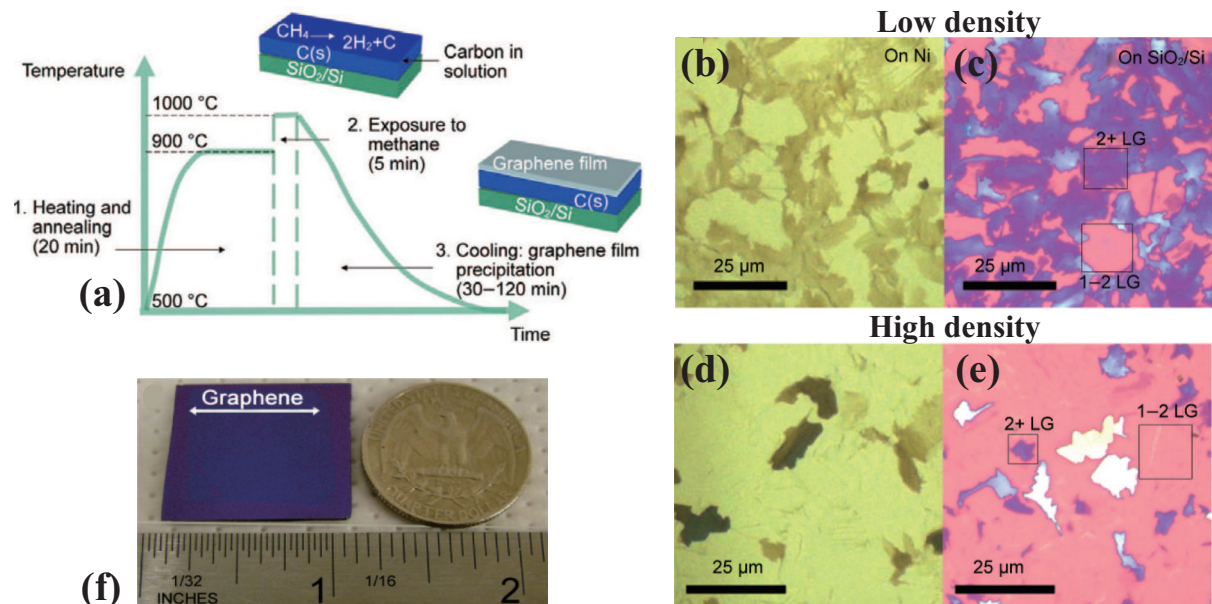 CH₄ → 2H₂+C
C(s)
SiO₂/Si
Carbon in
solution
Temperature
1000 °C
900 °C
2. Exposure to
methane
(5 min)
Graphene film
C(s)
SiO₂/Si
1. Heating and
annealing
(20 min)
3. Cooling: graphene film
precipitation
(30–120 min)
(a)
500 °C
Time
Low density
(b)
On Ni
25 µm
(c)
On SiO₂/Si
2+ LG
1–2 LG
25 µm
High density
(d)
25 µm
(e)
2+ LG
1–2 LG
25 µm
Graphene
QUARTER DOLLAR
1/32
INCHES
1
1/16
2
(f)